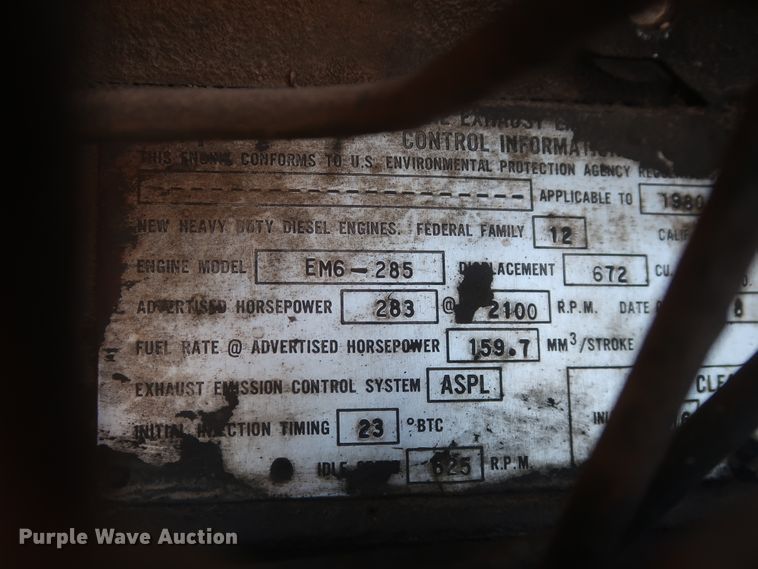 EXHAUST
CONTROL INFORMATION
THIS ENGINE CONFORMS TO U.S. ENVIRONMENTAL PROTECTION AGENCY
APPLICABLE TO 1980
NEW HEAVY DUTY DIESEL ENGINES. FEDERAL FAMILY 12
ENGINE MODEL EM6-285 DISPLACEMENT 672 CU.
ADVERTISED HORSEPOWER 283 @ 2100 R.P.M. DATE
FUEL RATE @ ADVERTISED HORSEPOWER 159.7 MM3/STROKE
EXHAUST EMISSION CONTROL SYSTEM ASPL
INITIAL INJECTION TIMING 23 °BTC
IDLE SPEED 625 R.P.M.
Purple Wave Auction